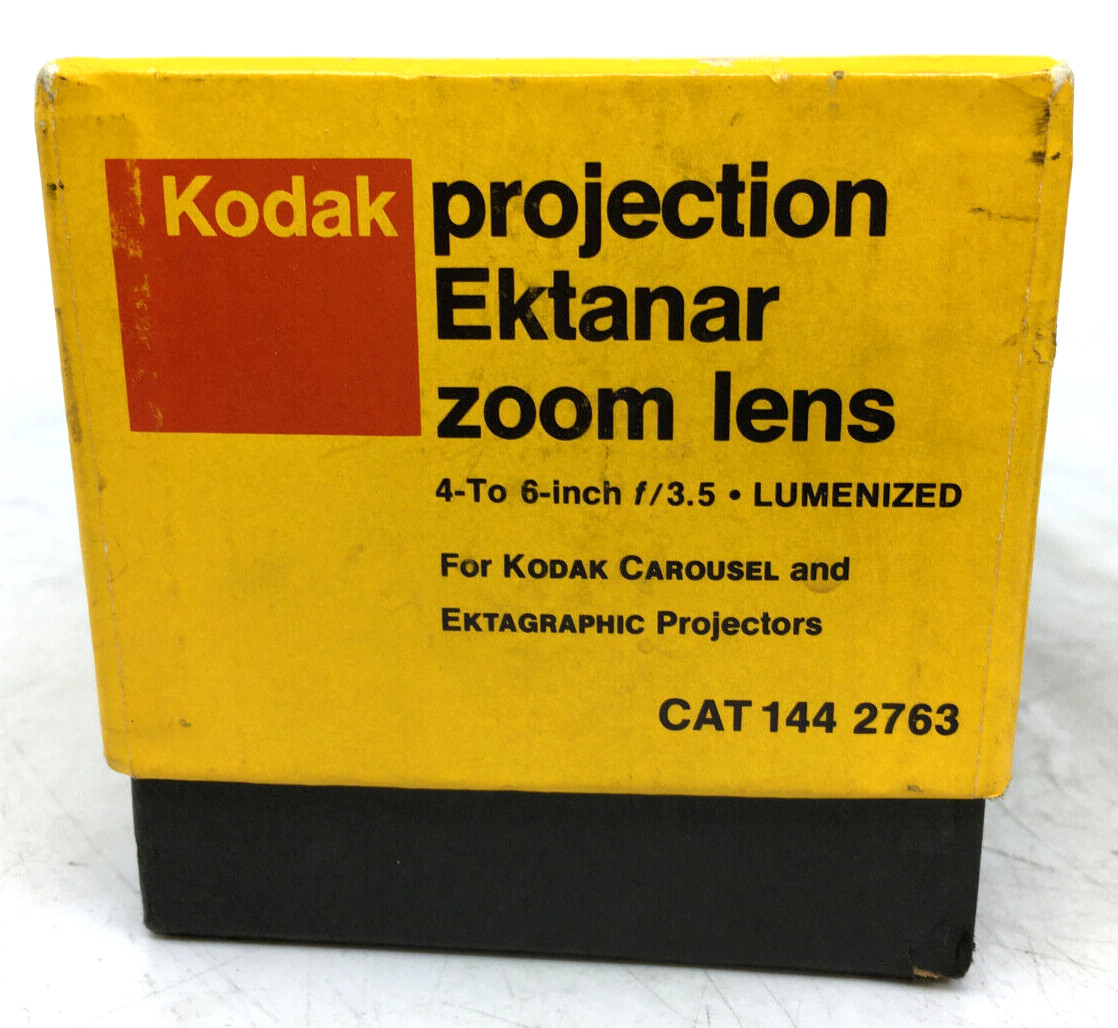 Kodak
projection
Ektanar
zoom lens
4-To 6-inch f/3.5 • LUMENIZED
For KODAK CAROUSEL and
EKTAGRAPHIC Projectors
CAT 144 2763